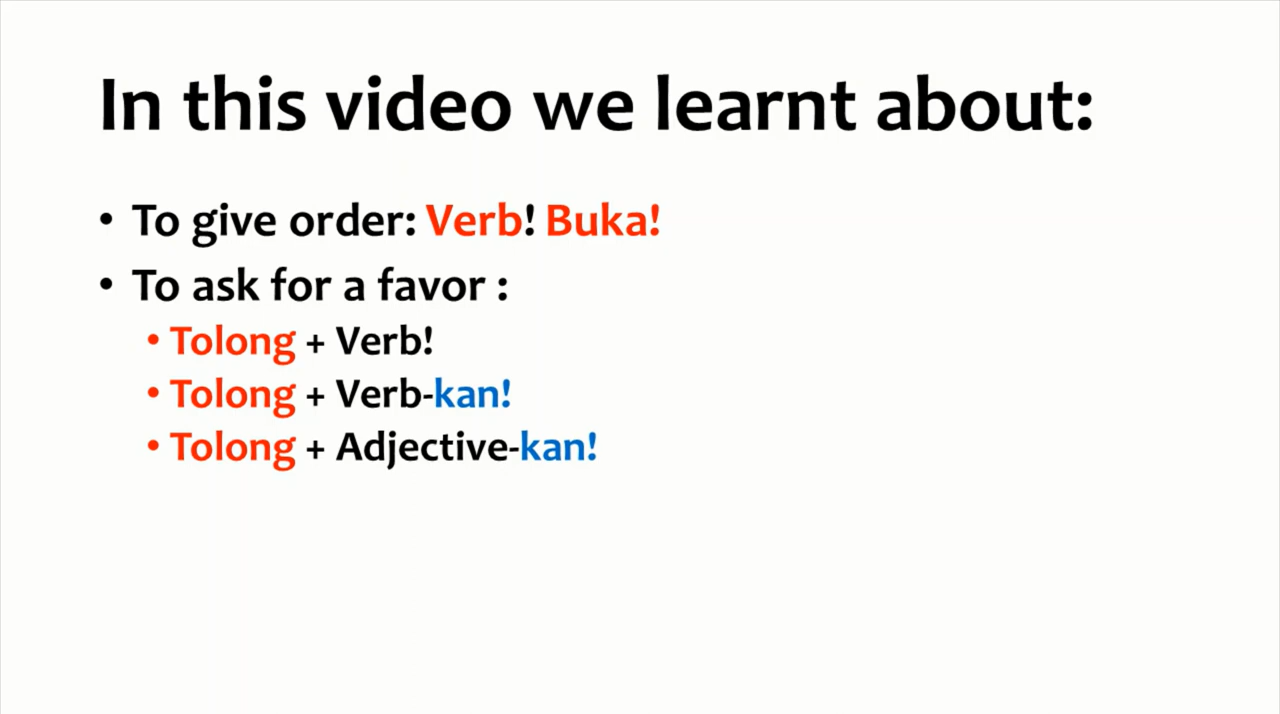 In this video we learnt about:
• To give order: Verb! Buka!
• To ask for a favor :
• Tolong + Verb!
• Tolong + Verb-kan!
• Tolong + Adjective-kan!